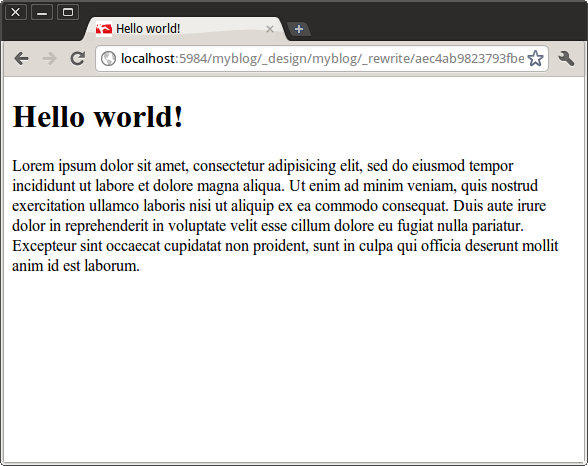 Hello world!
localhost:5984/myblog/_design/myblog/_rewrite/aec4ab9823793fbe
Hello world!
Lorem ipsum dolor sit amet, consectetur adipisicing elit, sed do eiusmod tempor
incididunt ut labore et dolore magna aliqua. Ut enim ad minim veniam, quis nostrud
exercitation ullamco laboris nisi ut aliquip ex ea commodo consequat. Duis aute irure
dolor in reprehenderit in voluptate velit esse cillum dolore eu fugiat nulla pariatur.
Excepteur sint occaecat cupidatat non proident, sunt in culpa qui officia deserunt mollit
anim id est laborum.